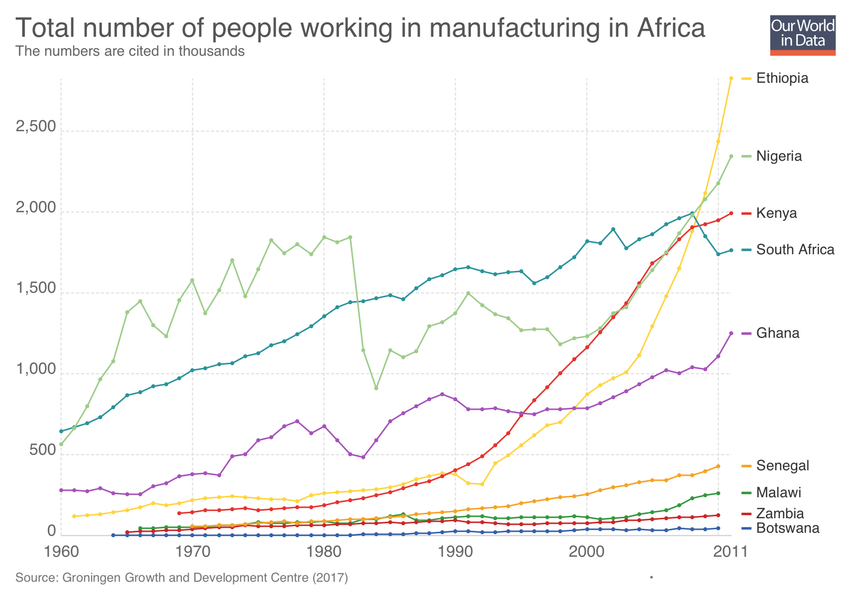 Total number of people working in manufacturing in Africa
The numbers are cited in thousands
Our World
in Data
2,500
2,000
1,500
1,000
500
0
1960
1970
1980
1990
2000
2011
Ethiopia
Nigeria
Kenya
South Africa
Ghana
Senegal
Malawi
Zambia
Botswana
Source: Groningen Growth and Development Centre (2017)